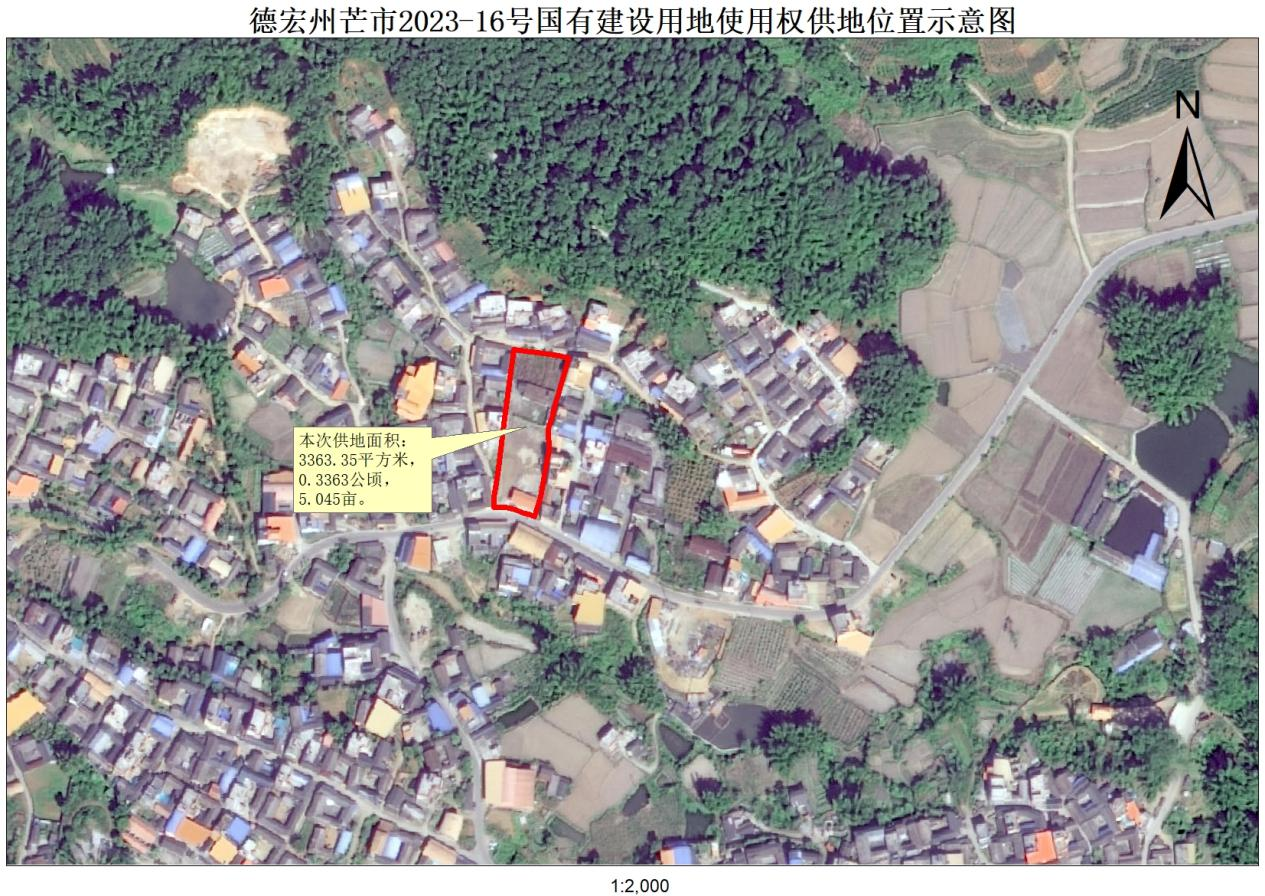 德宏州芒市2023-16号国有建设用地使用权供地位置示意图
N
本次供地面积：
3363.35平方米，
0.3363公顷，
5.045亩。
1:2,000